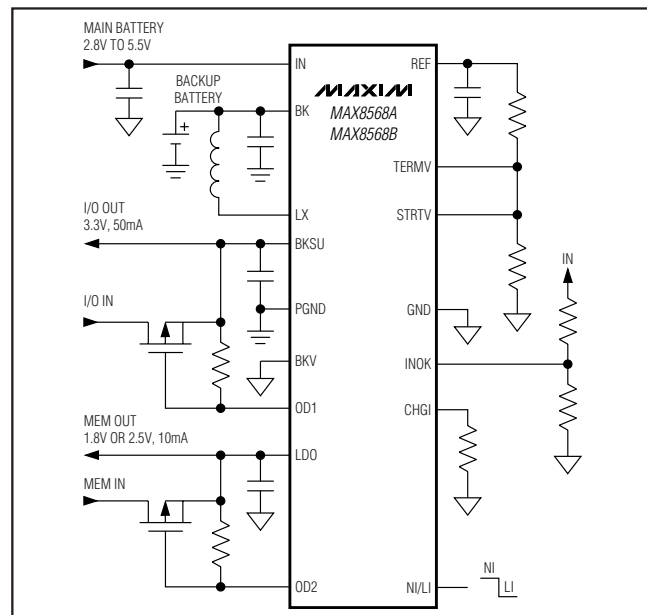 MAIN BATTERY
2.8V TO 5.5V
BACKUP
BATTERY
+
I/O OUT
3.3V, 50mA
I/O IN
MEM OUT
1.8V OR 2.5V, 10mA
MEM IN
IN
BK
LX
BKSU
PGND
BKV
OD1
LDO
OD2
MAXIM
MAX8568A
MAX8568B
REF
TERMV
STRTV
GND
INOK
CHGI
NI/LI
IN
NI
LI